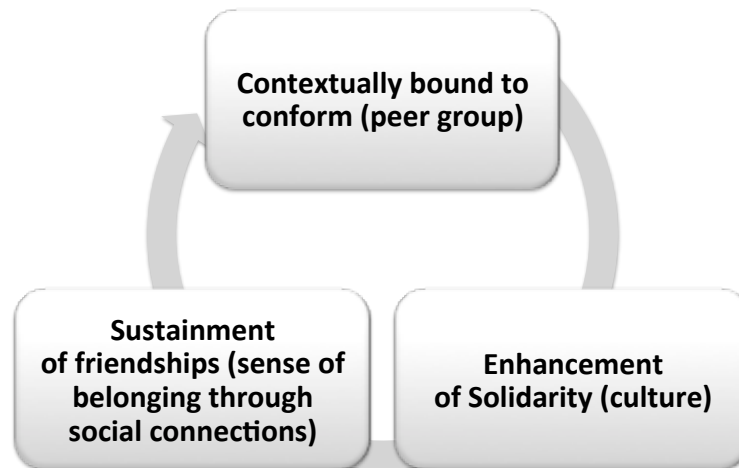 Contextually bound to
conform (peer group)
Sustainment
of friendships (sense of
belonging through
social connections)
Enhancement
of Solidarity (culture)